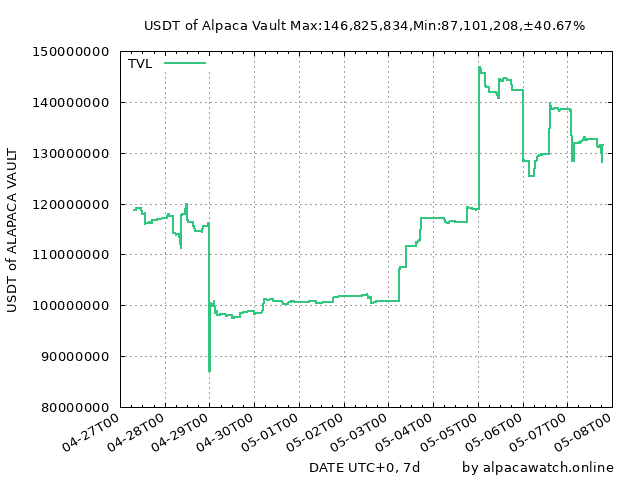 USDT of Alpaca Vault Max:146,825,834,Min:87,101,208,±40.67%
TVL
150000000
140000000
130000000
120000000
110000000
100000000
90000000
80000000
USDT of ALAPACA VAULT
04-27T00
04-28T00
04-29T00
04-30T00
05-01T00
05-02T00
05-03T00
05-04T00
05-05T00
05-06T00
05-07T00
05-08T00
DATE UTC+0, 7d
by alpacawatch.online